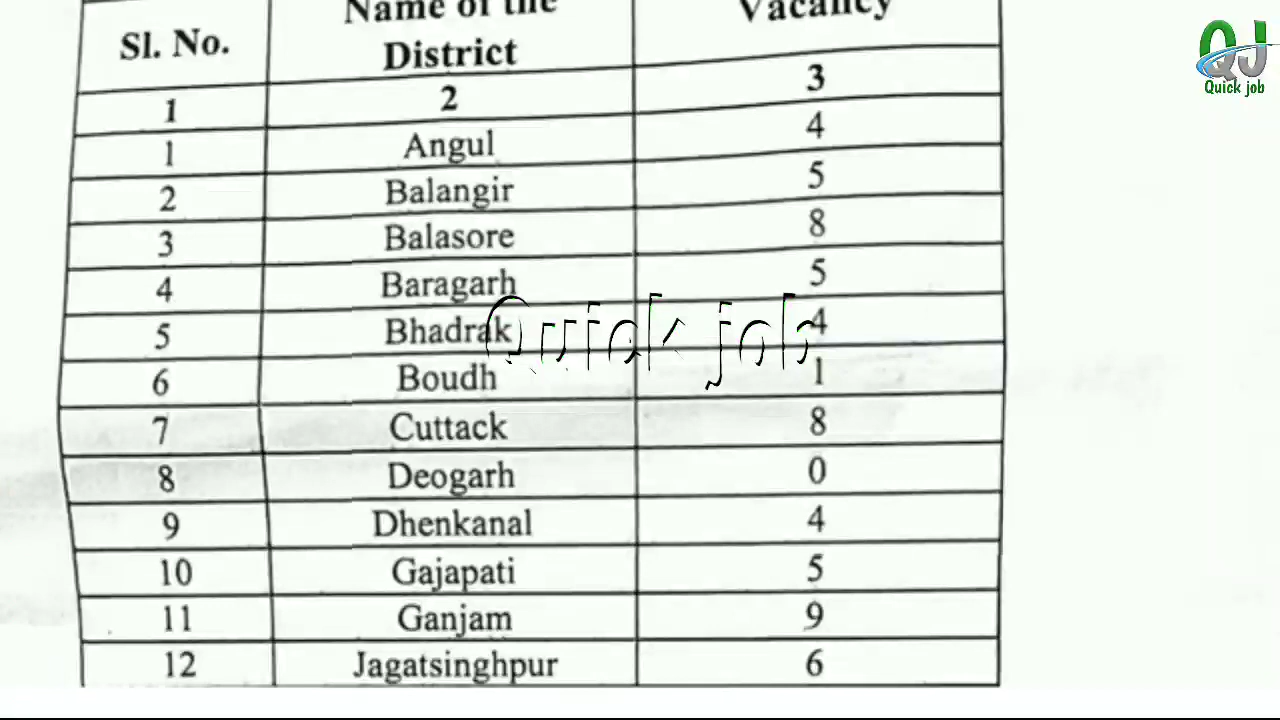 Sl. No. Name of the District Vacancy
1 2 3
1 Angul 4
2 Balangir 5
3 Balasore 8
4 Baragarh 5
5 Bhadrak 4
6 Boudh 1
7 Cuttack 8
8 Deogarh 0
9 Dhenkanal 4
10 Gajapati 5
11 Ganjam 9
12 Jagatsinghpur 6
Quick job
QJ
Quick job